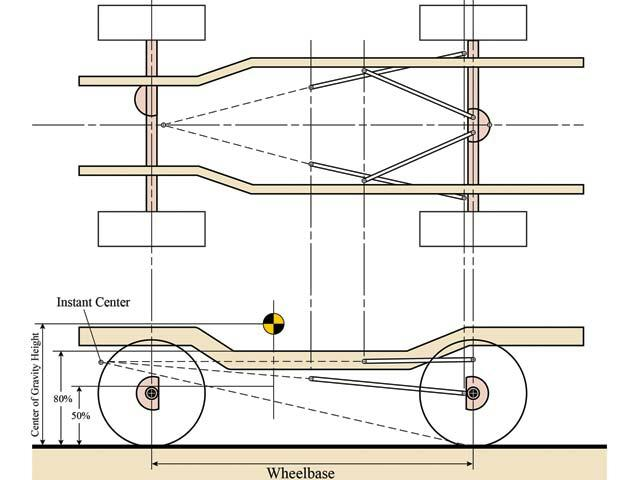 Instant Center
Center of Gravity Height
80%
50%
Wheelbase